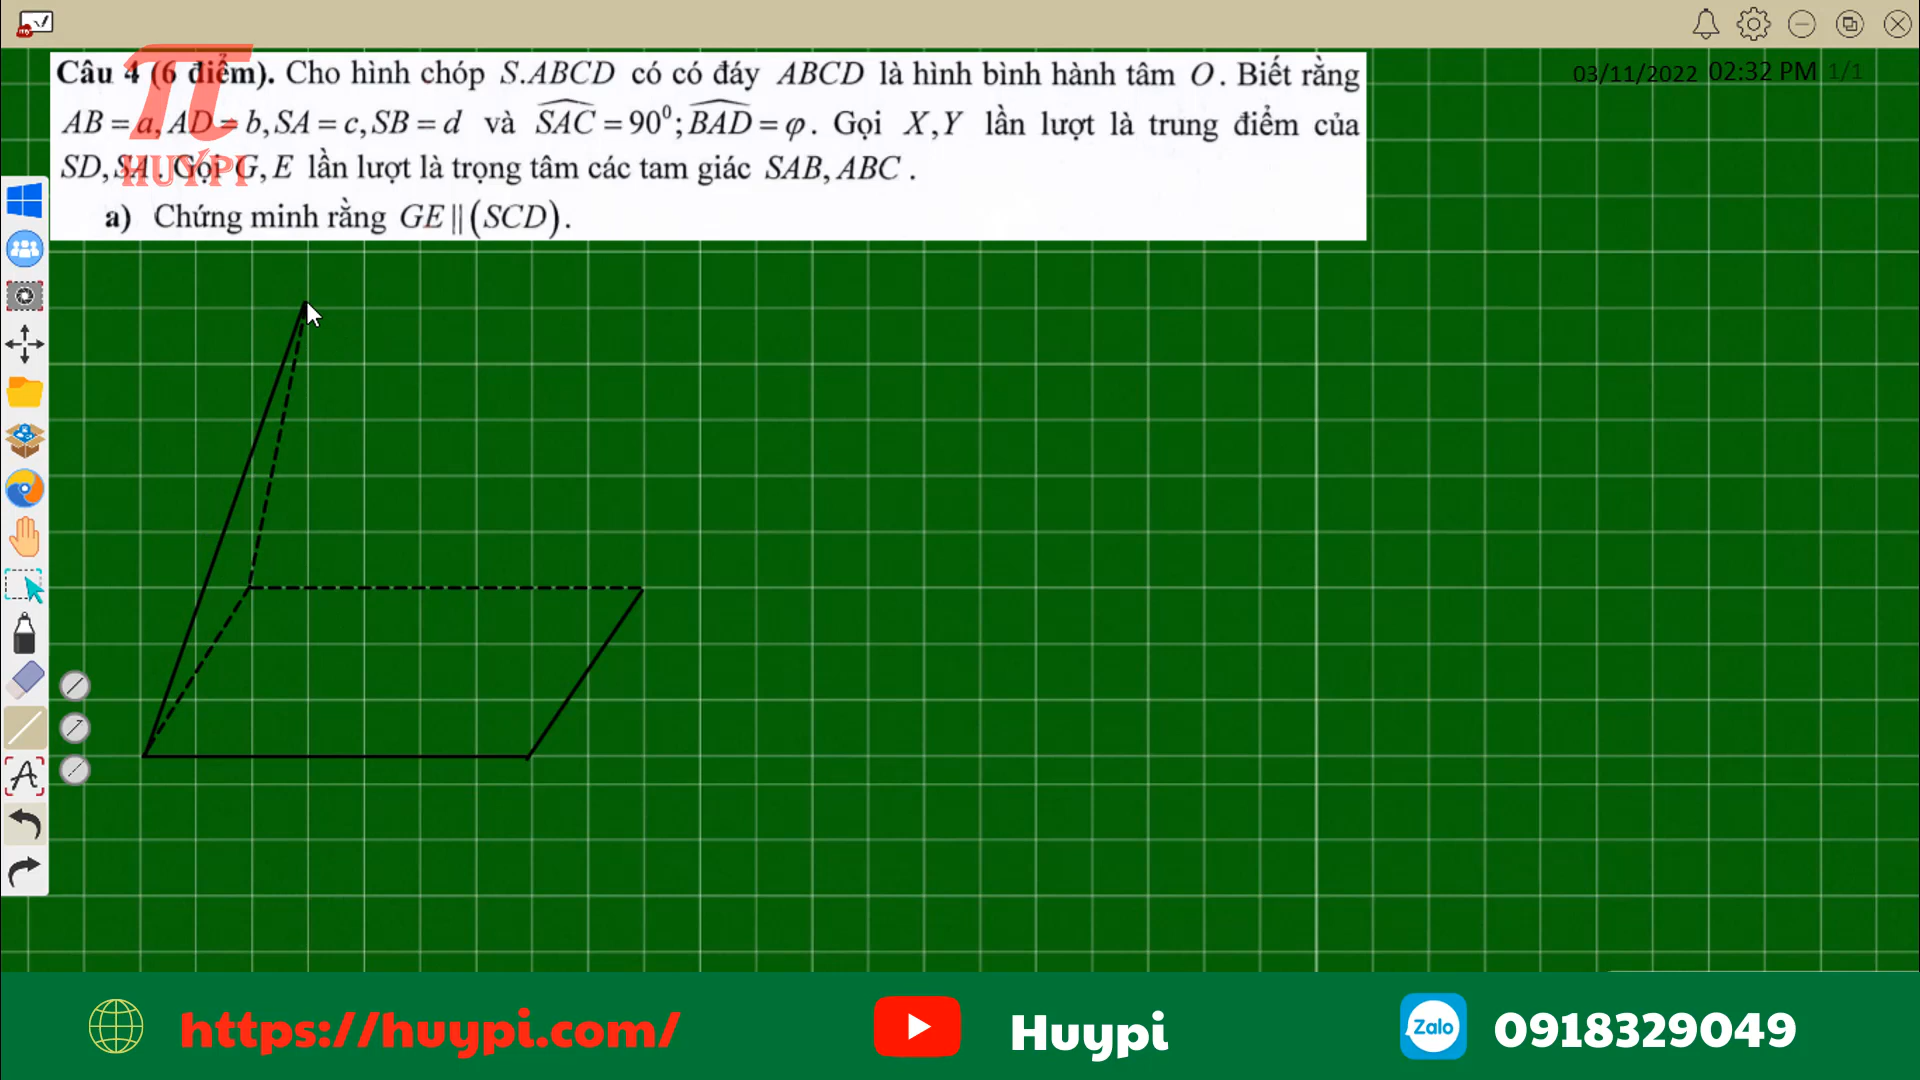 03/11/2022 02:32 PM 1/1
Câu 4 (6 điểm). Cho hình chóp S.ABCD có có đáy ABCD là hình bình hành tâm O. Biết rằng
AB = a, AD = b, SA = c, SB = d và \widehat{SAC} = 90⁰; \widehat{BAD} = φ. Gọi X, Y lần lượt là trung điểm của
SD, SA. Gọi G, E lần lượt là trọng tâm các tam giác SAB, ABC.
a) Chứng minh rằng GE || (SCD).
π
HUYPI
https://huypi.com/
Huypi
Zalo
0918329049